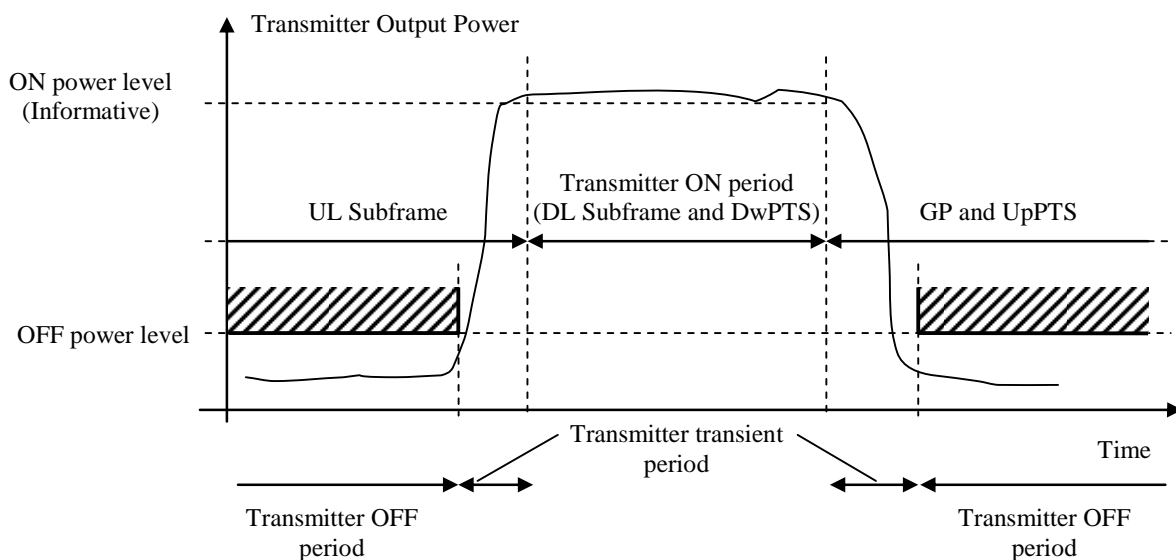 Transmitter Output Power
ON power level
(Informative)
Transmitter ON period
(DL Subframe and DwPTS)
UL Subframe
GP and UpPTS
OFF power level
Transmitter transient
period
Time
Transmitter OFF
period
Transmitter OFF
period